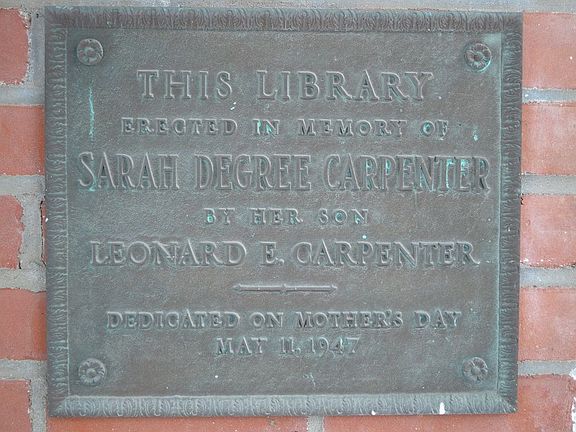 THIS LIBRARY
ERECTED IN MEMORY OF
SARAH DEGREE CARPENTER
BY HER SON
LEONARD E. CARPENTER
DEDICATED ON MOTHER'S DAY
MAY 11, 1947